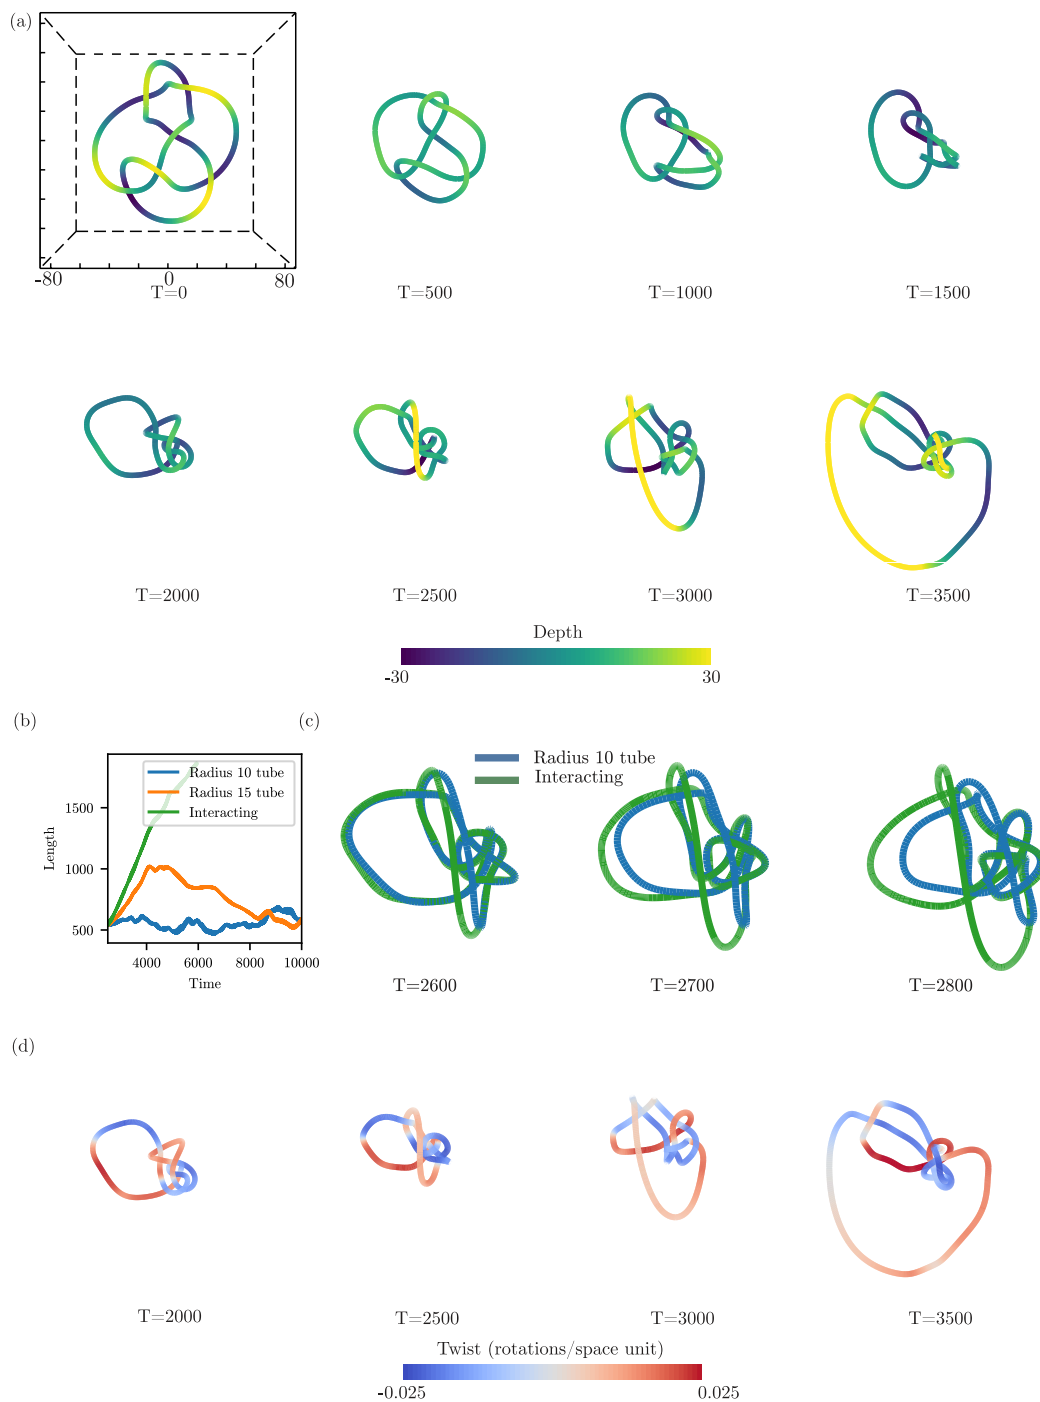 (a)
-80
0
80
T=0
T=500
T=1000
T=1500
T=2000
T=2500
T=3000
T=3500
Depth
-30
30
(b)
(c)
Radius 10 tube
Radius 15 tube
Interacting
1500
1000
500
Length
4000
6000
8000
10000
Time
Radius 10 tube
Interacting
T=2600
T=2700
T=2800
(d)
T=2000
T=2500
T=3000
T=3500
Twist (rotations/space unit)
-0.025
0.025